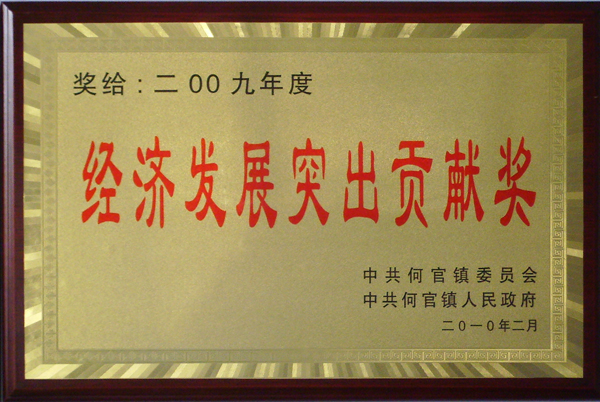 奖给：二00九年度
经济发展突出贡献奖
中共何官镇委员会
中共何官镇人民政府
二0一0年二月